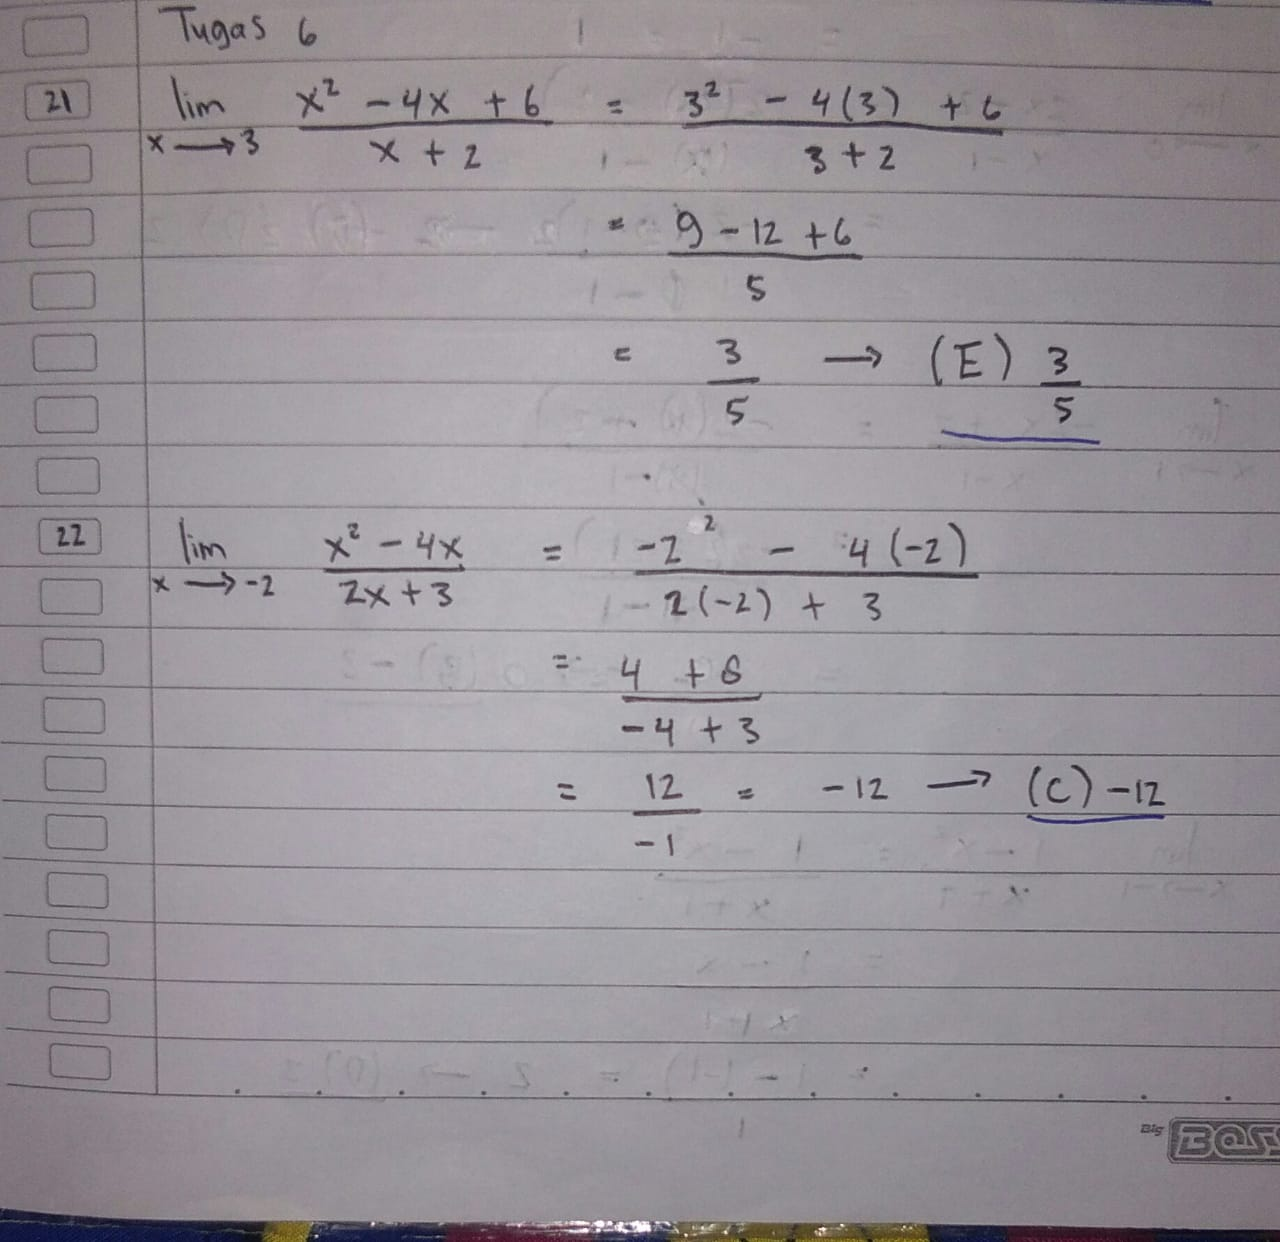 Tugas 6
21 lim x→3 x² - 4x + 6 / x + 2 = 3² - 4(3) + 6 / 3 + 2
= 9 - 12 + 6 / 5
= 3 / 5 → (E) 3 / 5
22 lim x→-2 x² - 4x / 2x + 3 = -2² - 4(-2) / 2(-2) + 3
= 4 + 8 / -4 + 3
= 12 / -1 = -12 → (C) -12
Big BOSS